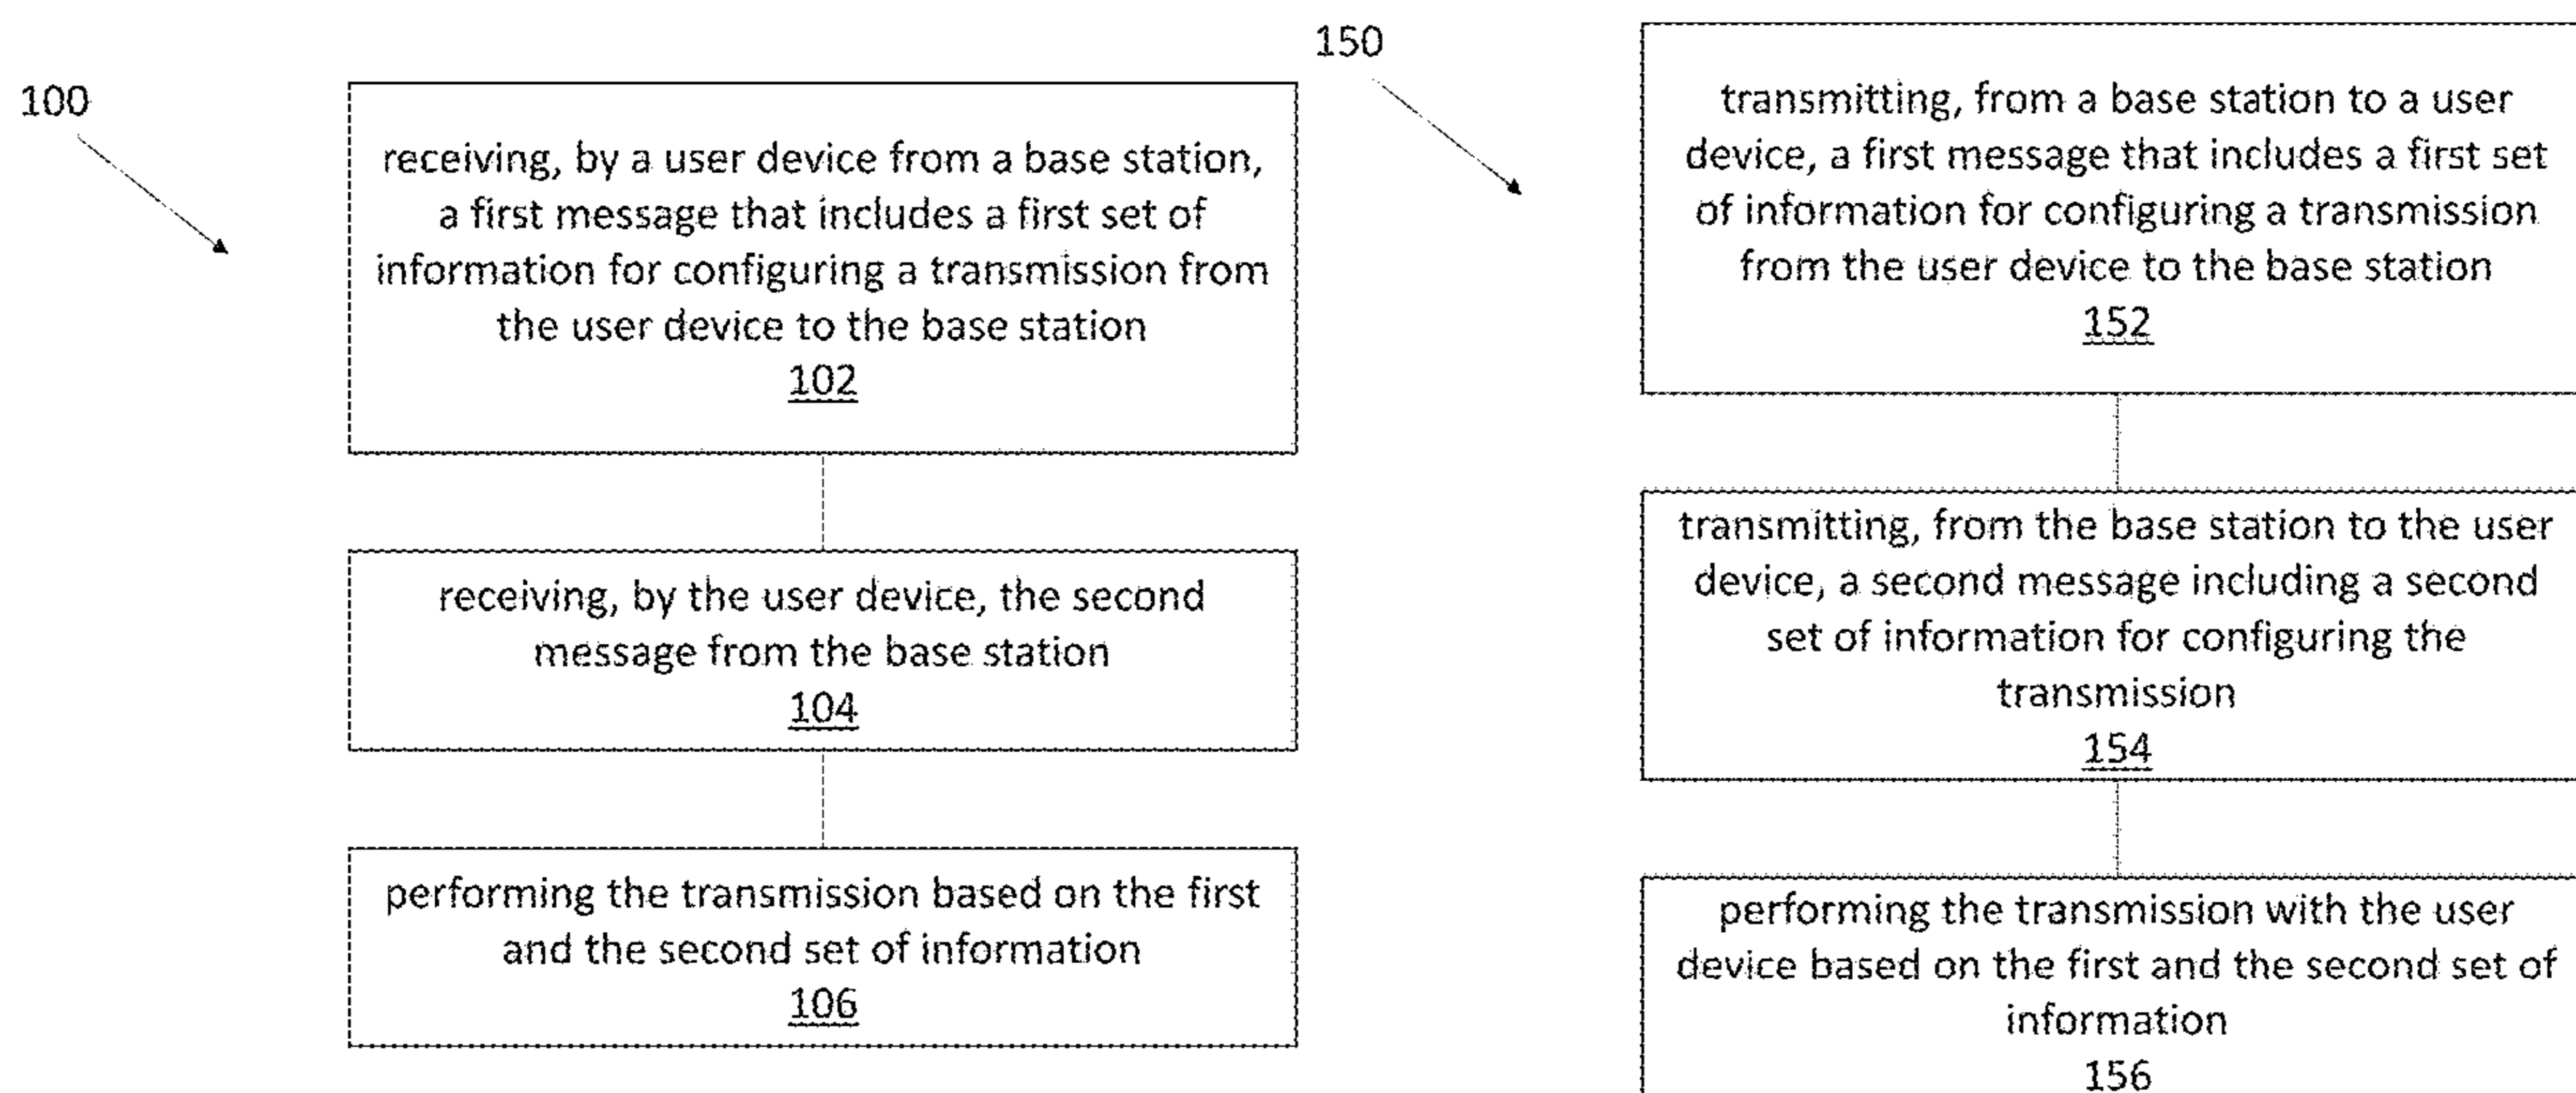 100
receiving, by a user device from a base station,
a first message that includes a first set of
information for configuring a transmission from
the user device to the base station
102
receiving, by the user device, the second
message from the base station
104
performing the transmission based on the first
and the second set of information
106
150
transmitting, from a base station to a user
device, a first message that includes a first set
of information for configuring a transmission
from the user device to the base station
152
transmitting, from the base station to the user
device, a second message including a second
set of information for configuring the
transmission
154
performing the transmission with the user
device based on the first and the second set of
information
156